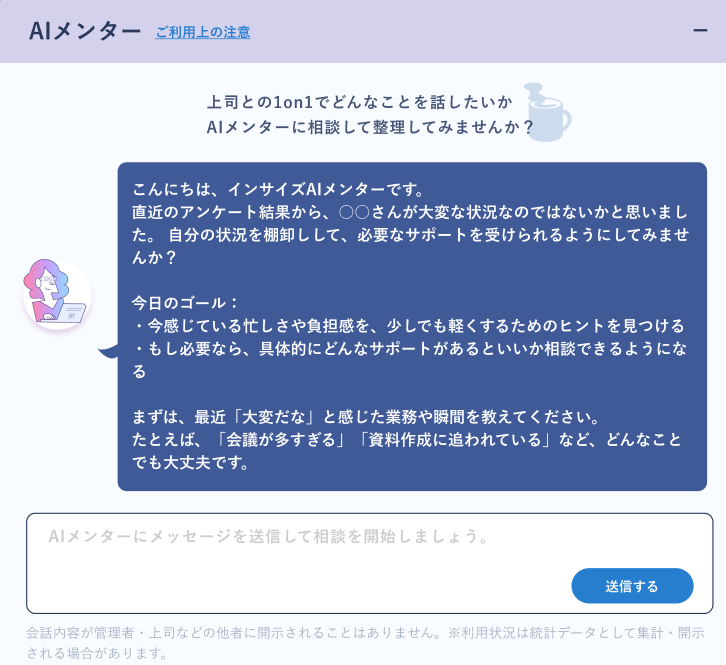 AIメンター ご利用上の注意
上司との1on1でどんなことを話したいか
AIメンターに相談して整理してみませんか？
こんにちは、インサイズAIメンターです。
直近のアンケート結果から、○○さんが大変な状況なのではないかと思いまし
た。 自分の状況を棚卸しして、必要なサポートを受けられるようにしてみませ
んか？
今日のゴール：
・今感じている忙しさや負担感を、少しでも軽くするためのヒントを見つける
・もし必要なら、具体的にどんなサポートがあるといいか相談できるようにな
る
まずは、最近「大変だな」と感じた業務や瞬間を教えてください。
たとえば、「会議が多すぎる」「資料作成に追われている」など、どんなこと
でも大丈夫です。
AIメンターにメッセージを送信して相談を開始しましょう。
送信する
会話内容が管理者・上司などの他者に開示されることはありません。※利用状況は統計データとして集計・開示
される場合があります。